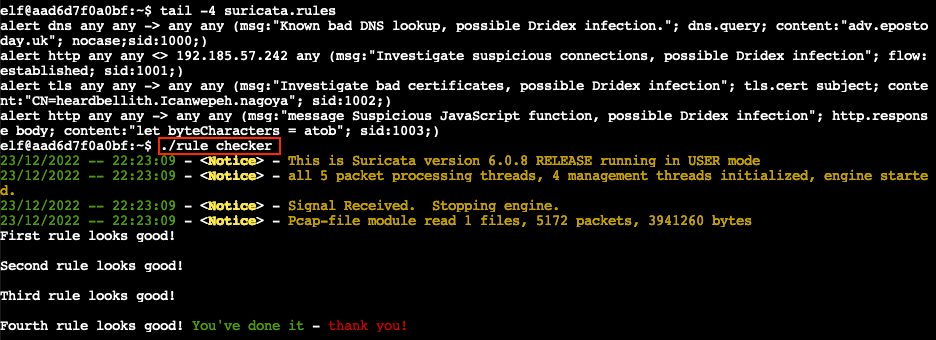 elf@aad6d7f0a0bf:~$ tail -4 suricata.rules
alert dns any any -> any any (msg:"Known bad DNS lookup, possible Dridex infection."; dns.query; content:"adv.eposto
day.uk"; nocase;sid:1000;)
alert http any any <> 192.185.57.242 any (msg:"Investigate suspicious connections, possible Dridex infection"; flow:
established; sid:1001;)
alert tls any any -> any any (msg:"Investigate bad certificates, possible Dridex infection"; tls.cert subject; conte
nt:"CN=heardbellith.Icanwepeh.nagoya"; sid:1002;)
alert http any any -> any any (msg:"message Suspicious JavaScript function, possible Dridex infection"; http.respons
e body; content:"let byteCharacters = atob"; sid:1003;)
elf@aad6d7f0a0bf:~$ ./rule checker
23/12/2022 -- 22:23:09 - <Notice> - This is Suricata version 6.0.8 RELEASE running in USER mode
23/12/2022 -- 22:23:09 - <Notice> - all 5 packet processing threads, 4 management threads initialized, engine starte
d.
23/12/2022 -- 22:23:09 - <Notice> - Signal Received.  Stopping engine.
23/12/2022 -- 22:23:09 - <Notice> - Pcap-file module read 1 files, 5172 packets, 3941260 bytes
First rule looks good!
Second rule looks good!
Third rule looks good!
Fourth rule looks good! You've done it - thank you!